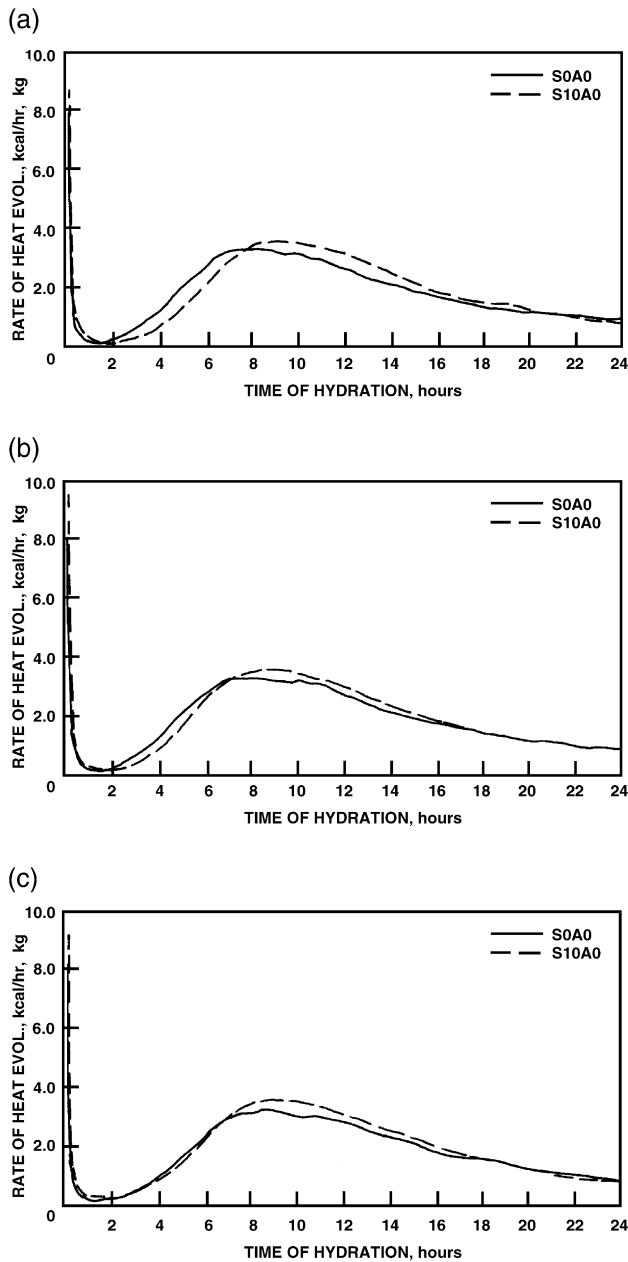 (a)
10.0
8.0
6.0
4.0
2.0
0
RATE OF HEAT EVOL., kcal/hr, kg
S0A0
S10A0
2 4 6 8 10 12 14 16 18 20 22 24
TIME OF HYDRATION, hours
(b)
10.0
8.0
6.0
4.0
2.0
0
RATE OF HEAT EVOL., kcal/hr, kg
S0A0
S10A0
2 4 6 8 10 12 14 16 18 20 22 24
TIME OF HYDRATION, hours
(c)
10.0
8.0
6.0
4.0
2.0
0
RATE OF HEAT EVOL., kcal/hr, kg
S0A0
S10A0
2 4 6 8 10 12 14 16 18 20 22 24
TIME OF HYDRATION, hours